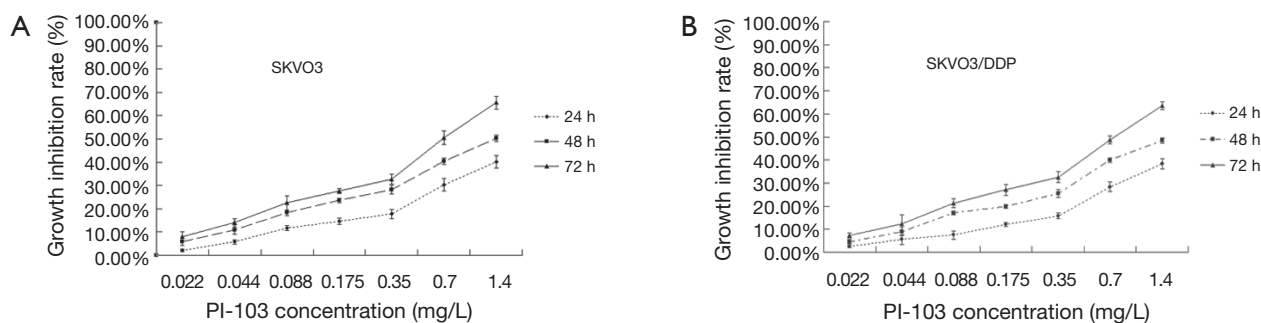 A
Growth inhibition rate (%)
100.00%
90.00%
80.00%
70.00%
60.00%
50.00%
40.00%
30.00%
20.00%
10.00%
0.00%
SKVO3
24 h
48 h
72 h
0.022 0.044 0.088 0.175 0.35 0.7 1.4
PI-103 concentration (mg/L)
B
Growth inhibition rate (%)
100.00%
90.00%
80.00%
70.00%
60.00%
50.00%
40.00%
30.00%
20.00%
10.00%
0.00%
SKVO3/DDP
24 h
48 h
72 h
0.022 0.044 0.088 0.175 0.35 0.7 1.4
PI-103 concentration (mg/L)